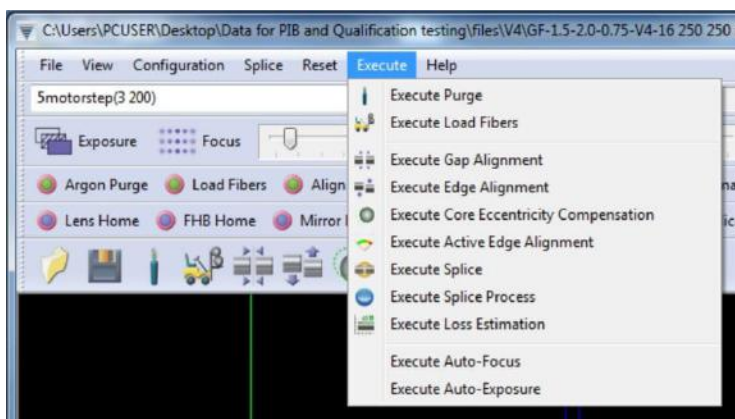 C:\Users\PCUSER\Desktop\Data for PIB and Qualification testing\files\V4\GF-1.5-2.0-0.75-V4-16 250 250
File View Configuration Splice Reset Execute Help
5motorstep(3 200)
Execute Purge
Execute Load Fibers
Exposure Focus
Execute Gap Alignment
Argon Purge Load Fibers Align
Execute Edge Alignment
Execute Core Eccentricity Compensation
Lens Home FHB Home Mirror
Execute Active Edge Alignment
Execute Splice
Execute Splice Process
Execute Loss Estimation
Execute Auto-Focus
Execute Auto-Exposure